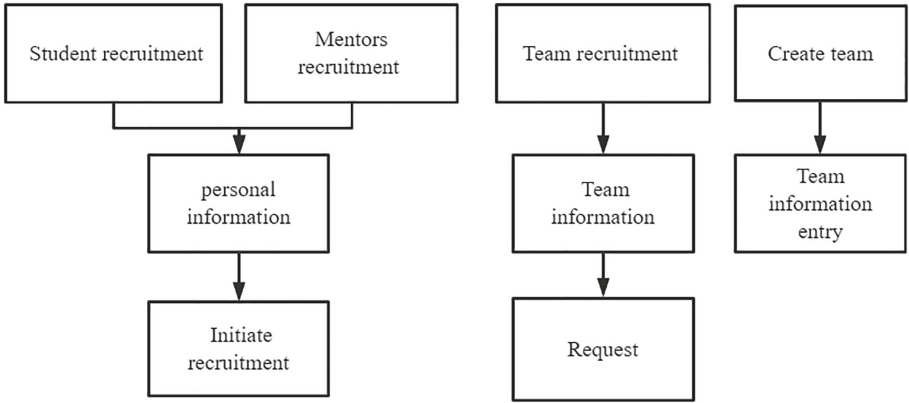 Student recruitment
Mentors
recruitment
Team recruitment
Create team
personal
information
Team
information
Team
information
entry
Initiate
recruitment
Request